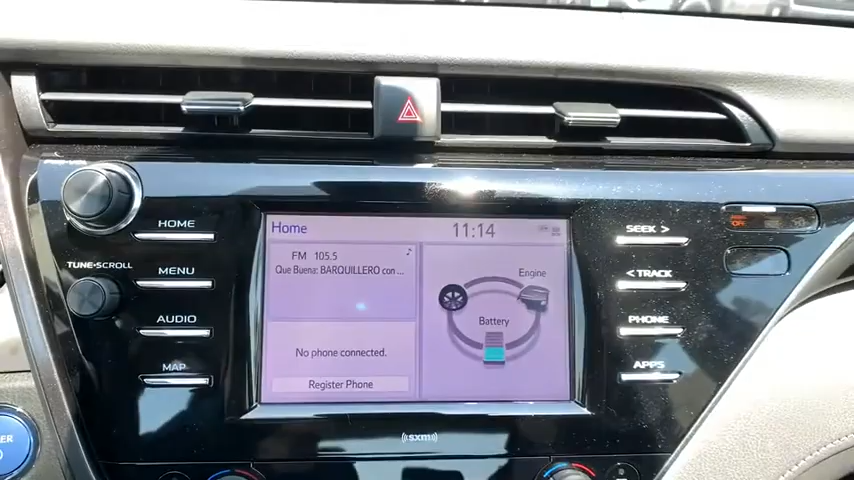 Home
11:14
FM 105.5
Que Buena: BARQUILLERO con ...
No phone connected.
Register Phone
Engine
Battery
HOME
TUNE•SCROLL
MENU
AUDIO
MAP
SEEK >
< TRACK
PHONE
APPS
OFF
sxm
ower